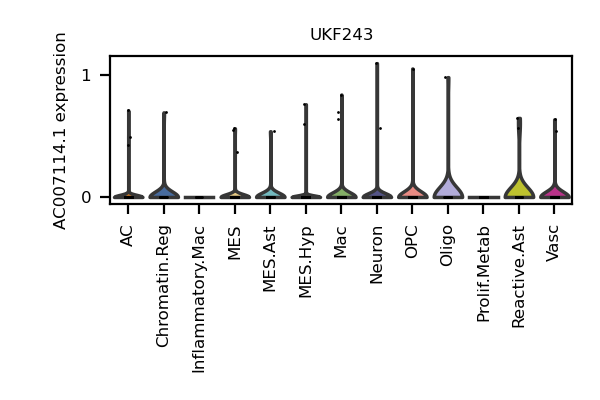 UKF243
AC007114.1 expression
1
0
AC
Chromatin.Reg
Inflammatory.Mac
MES
MES.Ast
MES.Hyp
Mac
Neuron
OPC
Oligo
Prolif.Metab
Reactive.Ast
Vasc